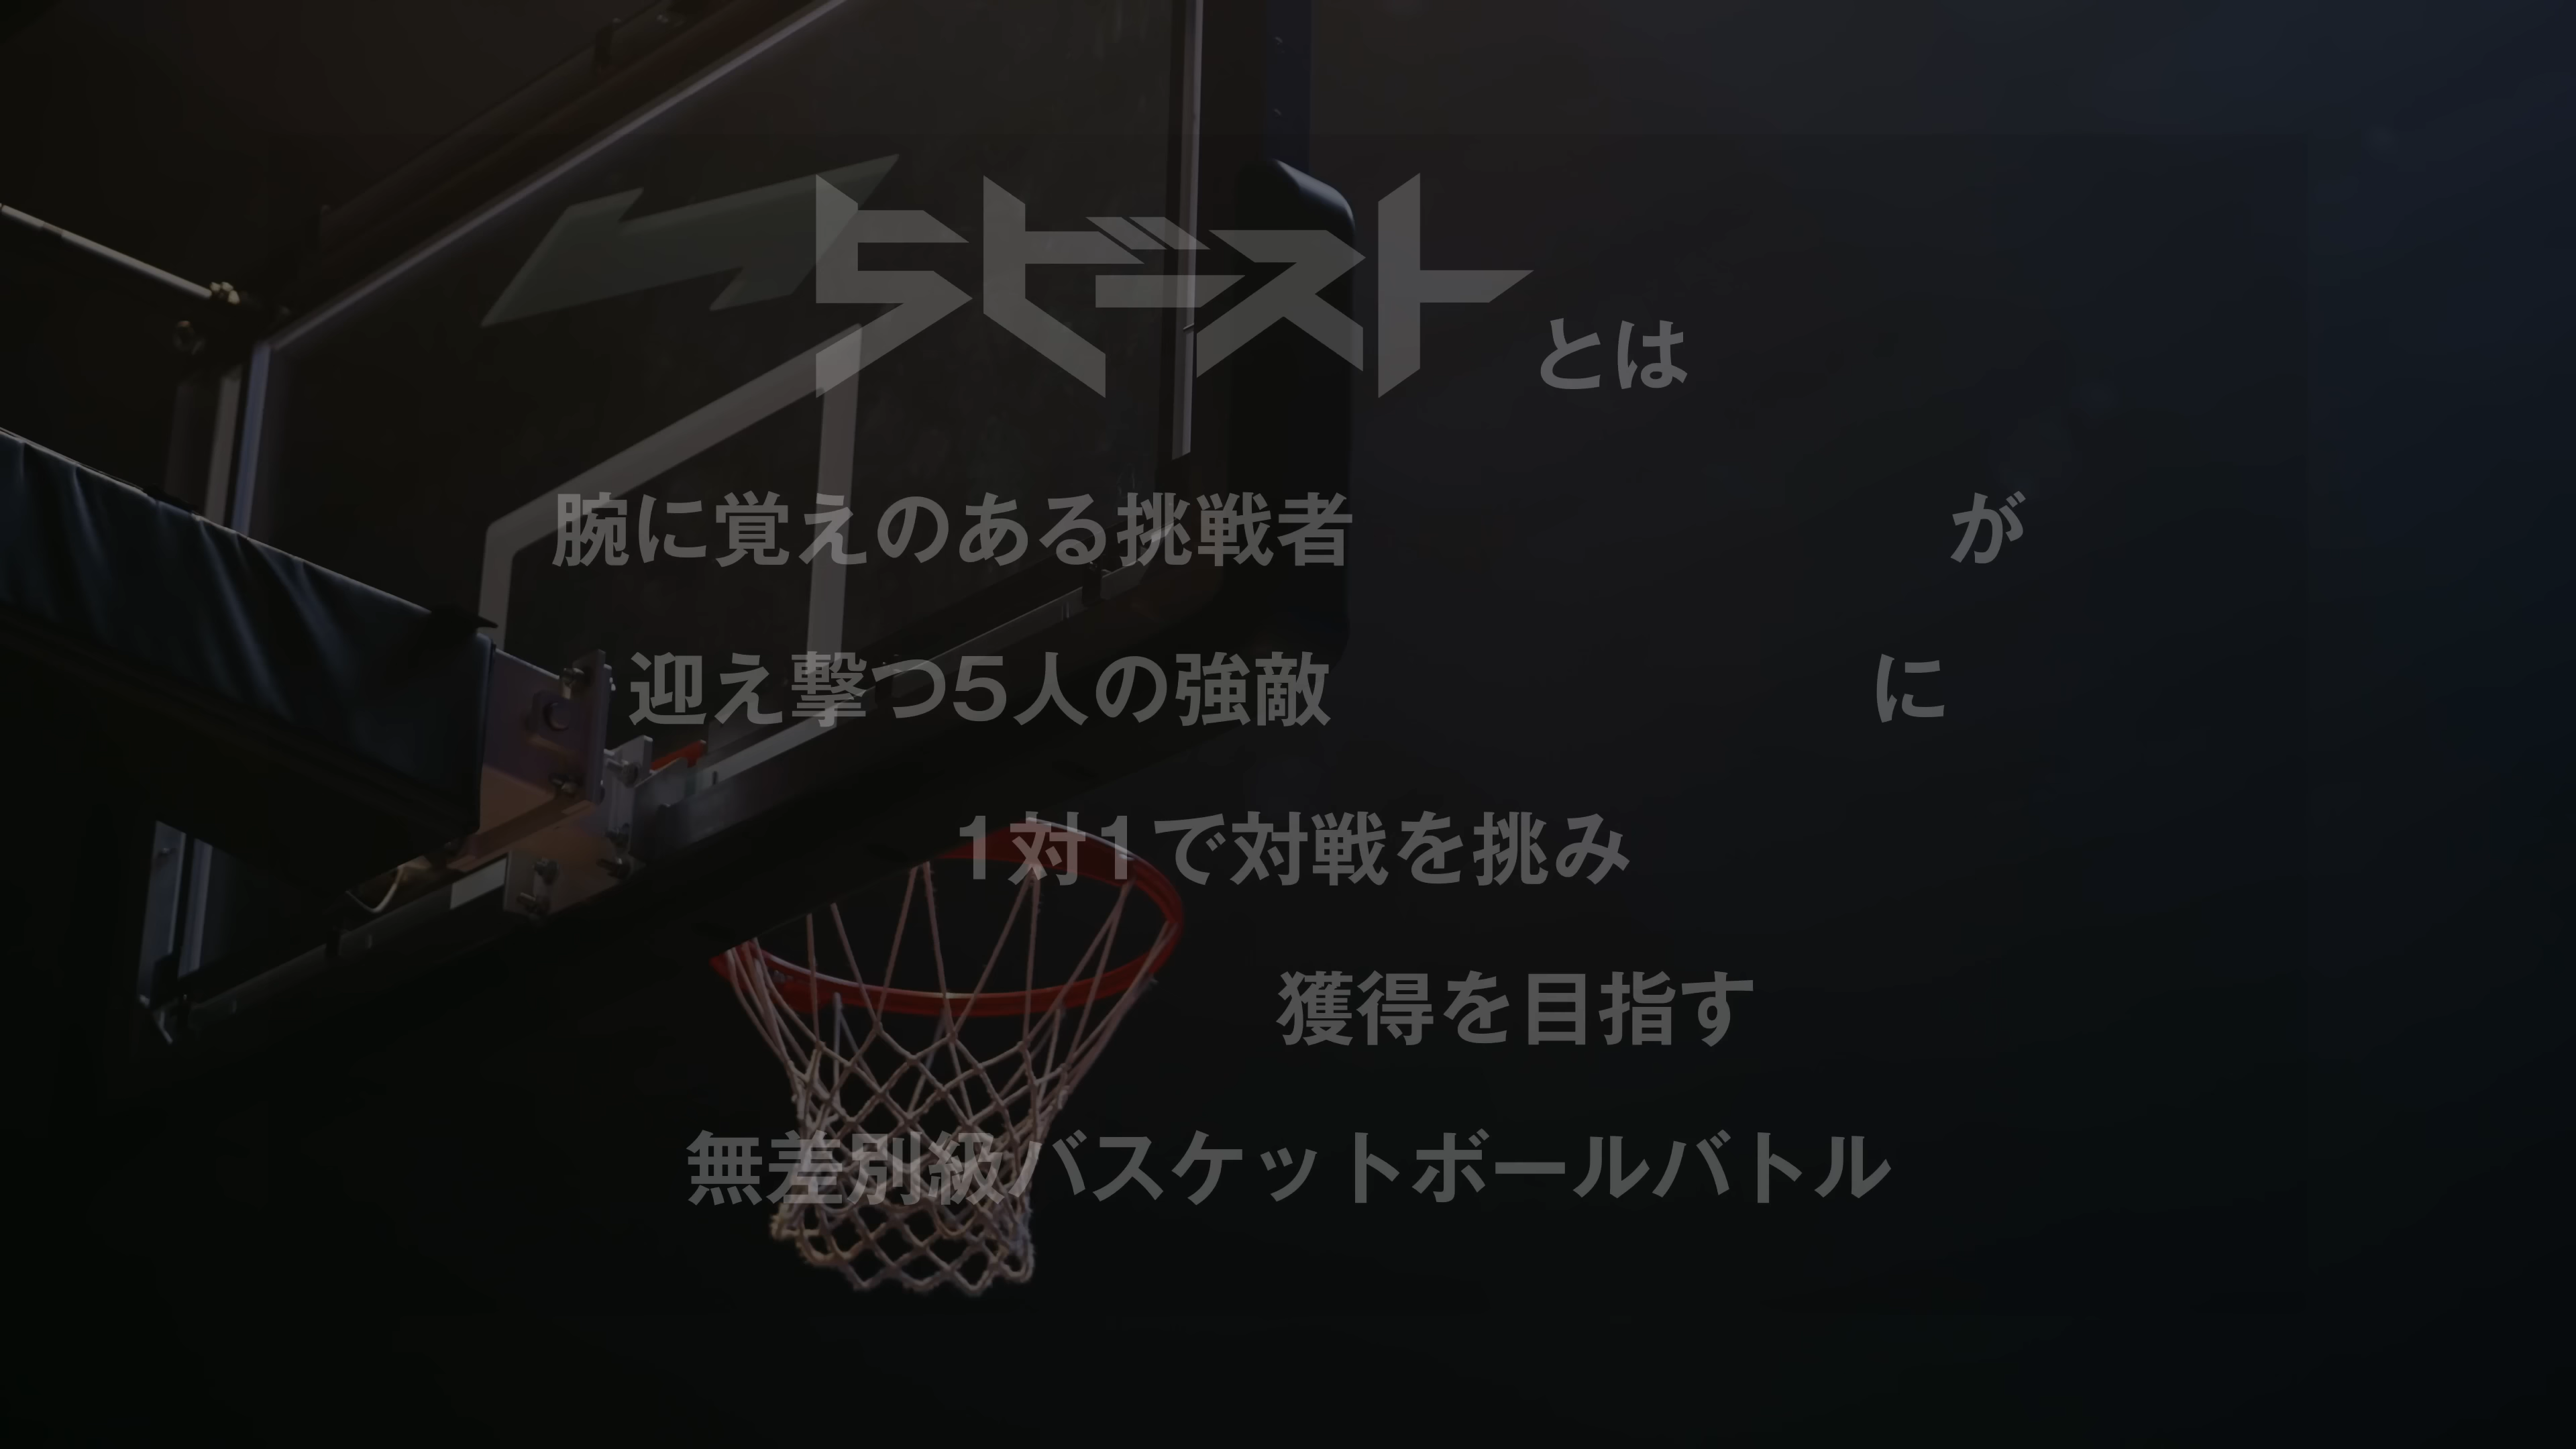 5ビーストとは
腕に覚えのある挑戦者 が
迎え撃つ5人の強敵 に
1対1で対戦を挑み
獲得を目指す
無差別級バスケットボールバトル